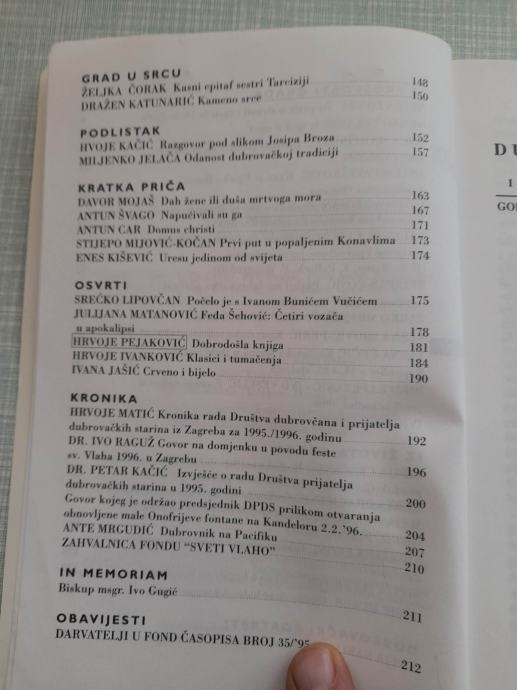 GRAD U SRCU
ŽELJKA ČORAK Kasni epitaf sestri Tarciziji 148
DRAŽEN KATUNARIĆ Kameno srce 150
PODLISTAK
HVOJE KAČIĆ Razgovor pod slikom Josipa Broza 152
MILJENKO JELAČA Odanost dubrovačkoj tradiciji 157
KRATKA PRIČA
DAVOR MOJAŠ Dah žene ili duša mrtvoga mora 163
ANTUN ŠVAGO Napućivali su ga 167
ANTUN CAR Domus christi 171
STIJEPO MIJOVIĆ-KOČAN Prvi put u popaljenim Konavlima 173
ENES KIŠEVIĆ Uresu jedinom od svijeta 174
OSVRTI
SREĆKO LIPOVČAN Počelo je s Ivanom Bunićem Vučićem 175
JULIJANA MATANOVIĆ Feđa Šehović: Četiri vozača
u apokalipsi 178
HRVOJE PEJAKOVIĆ Dobrodošla knjiga 181
HRVOJE IVANKOVIĆ Klasici i tumačenja 184
IVANA JAŠIĆ Crveno i bijelo 190
KRONIKA
HRVOJE MATIĆ Kronika rada Društva dubrovčana i prijatelja
dubrovačkih starina iz Zagreba za 1995./1996. godinu 192
DR. IVO RAGUŽ Govor na domjenku u povodu feste
sv. Vlaha 1996. u Zagrebu 196
DR. PETAR KAČIĆ Izvješće o radu Društva prijatelja
dubrovačkih starina u 1995. godini 200
Govor kojeg je održao predsjednik DPDS prilikom otvaranja
obnovljene male Onofrijeve fontane na Kandeloru 2.2.'96. 204
ANTE MRGUDIĆ Dubrovnik na Pacifiku 207
ZAHVALNICA FONDU "SVETI VLAHO" 210
IN MEMORIAM
Biskup msgr. Ivo Gugić 211
OBAVIJESTI
DARVATELJI U FOND ČASOPISA BROJ 35/'95 212
D U
1
GOD